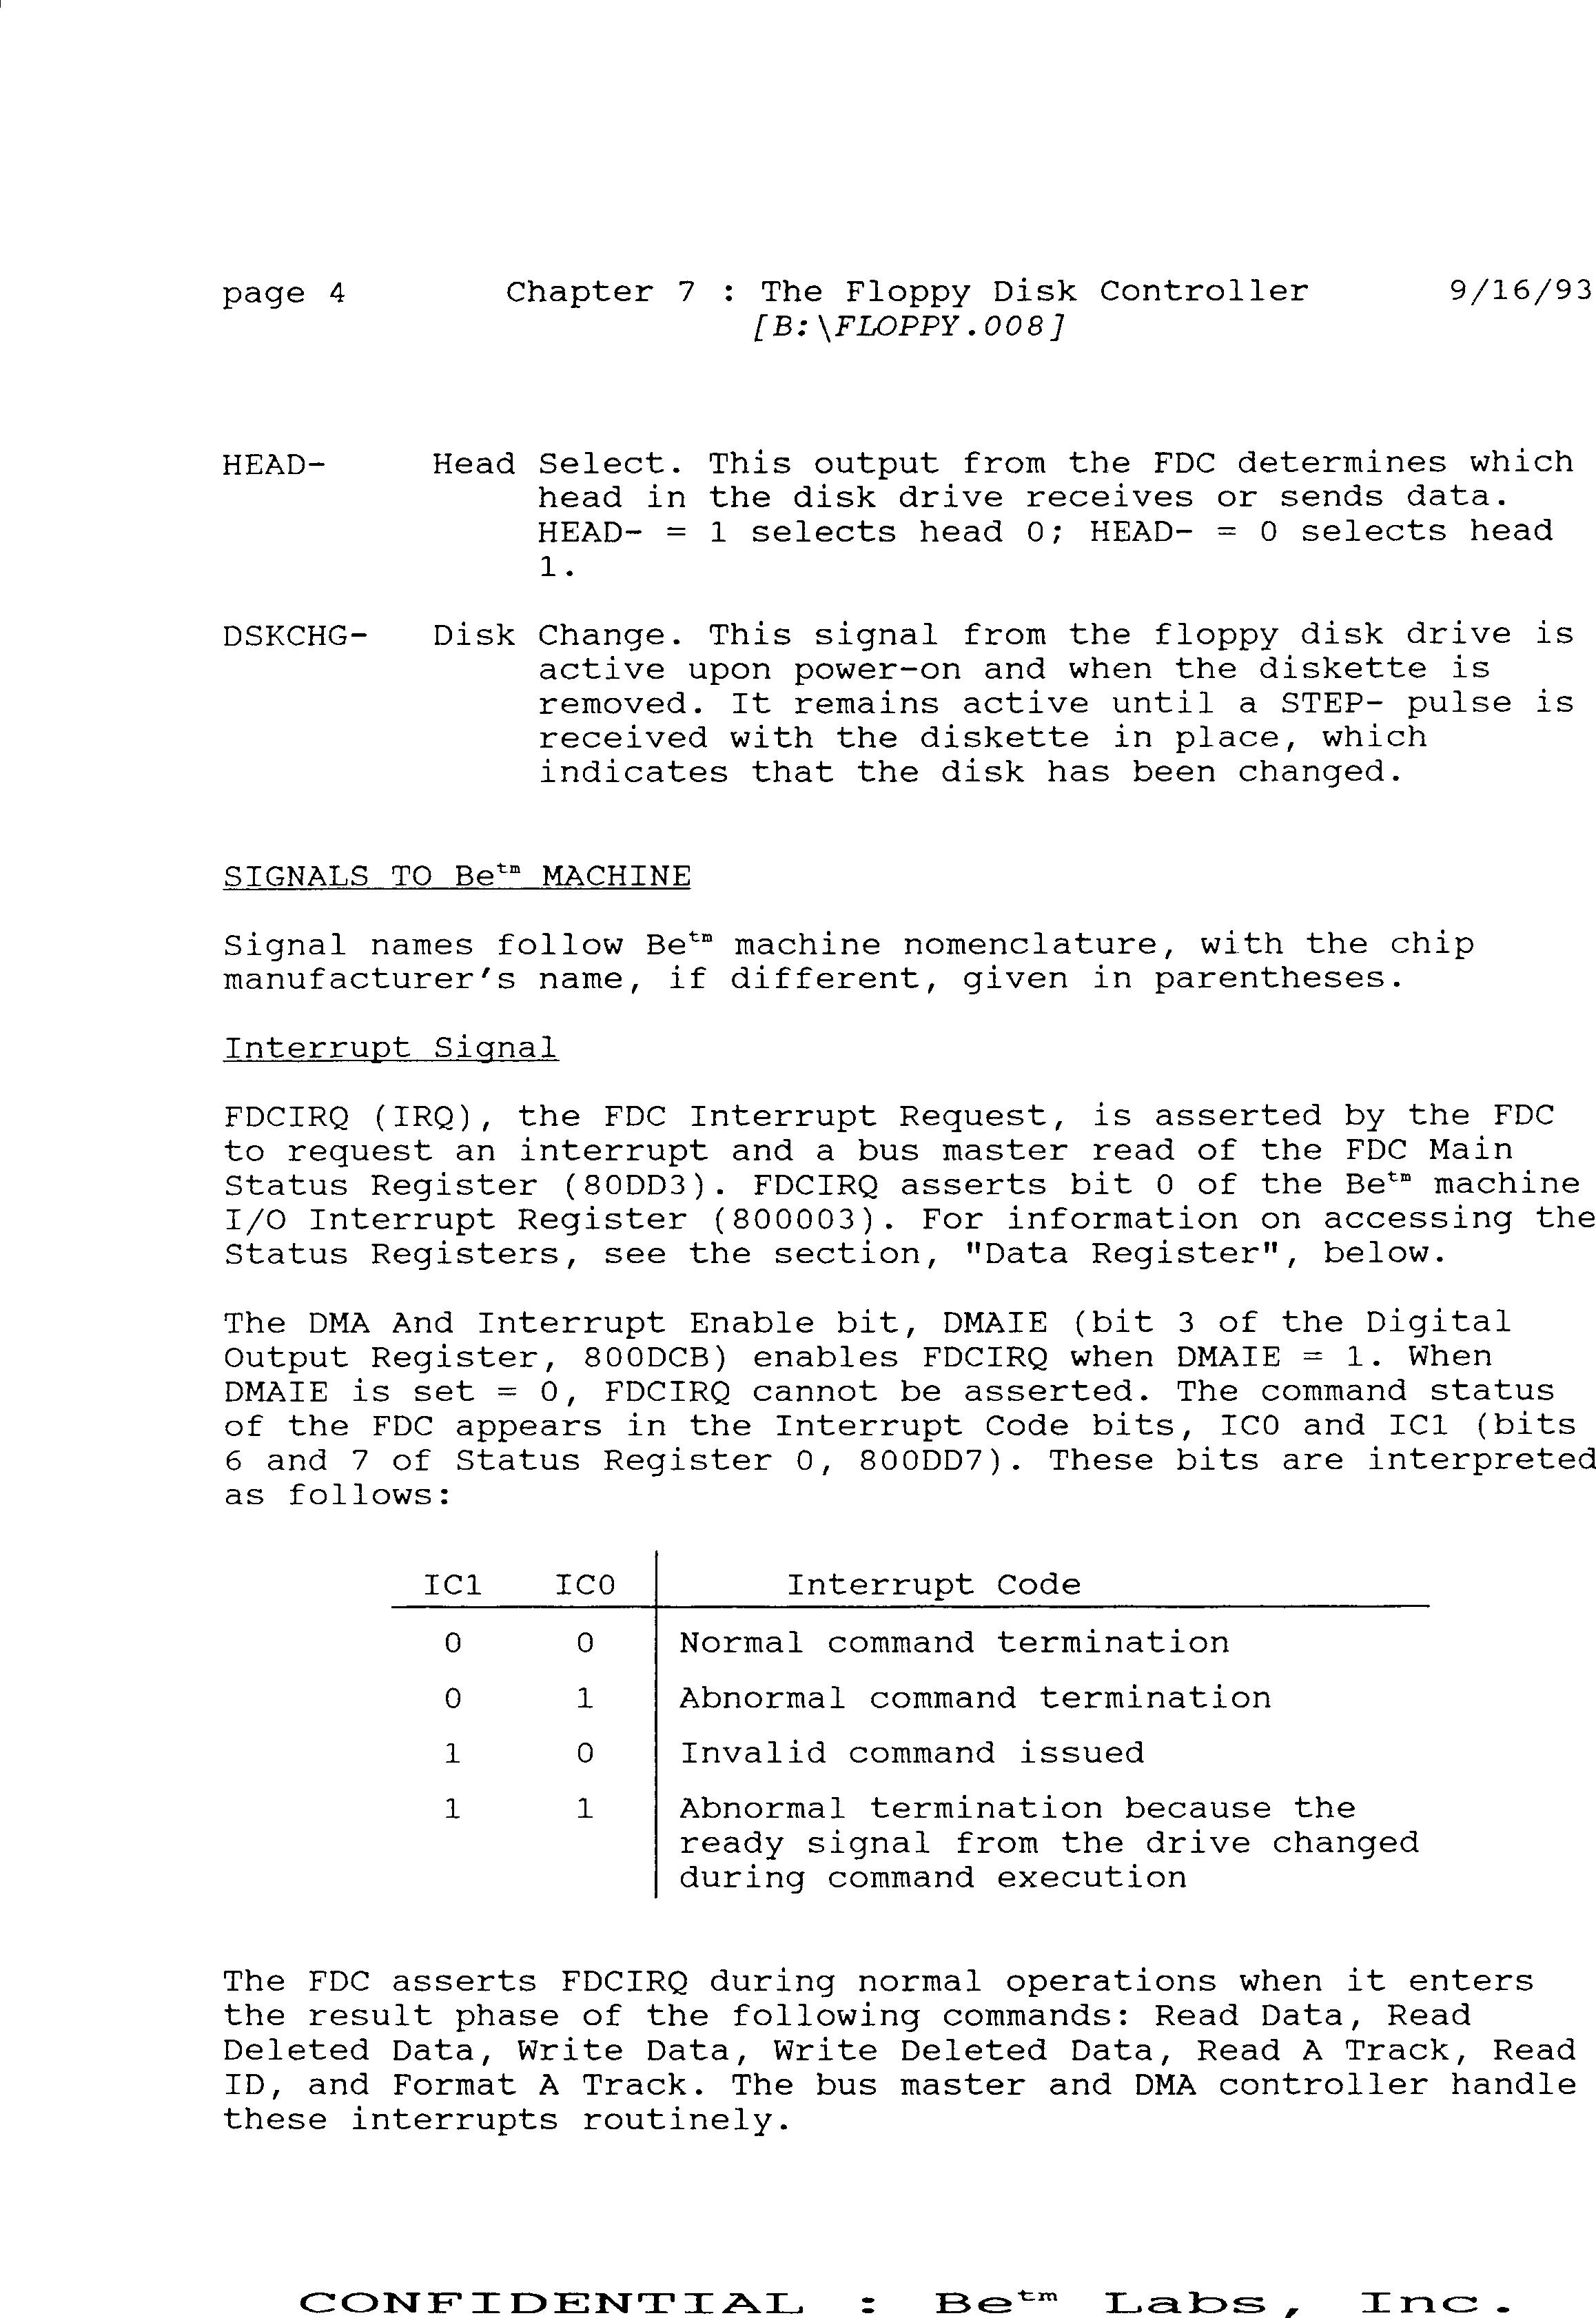 page 4 Chapter 7 : The Floppy Disk Controller 9/16/93
[B:\FLOPPY.008]
HEAD- Head Select. This output from the FDC determines which
head in the disk drive receives or sends data.
HEAD- = 1 selects head 0; HEAD- = 0 selects head
1.
DSKCHG- Disk Change. This signal from the floppy disk drive is
active upon power-on and when the diskette is
removed. It remains active until a STEP- pulse is
received with the diskette in place, which
indicates that the disk has been changed.
SIGNALS TO Be™ MACHINE
Signal names follow Be™ machine nomenclature, with the chip
manufacturer's name, if different, given in parentheses.
Interrupt Signal
FDCIRQ (IRQ), the FDC Interrupt Request, is asserted by the FDC
to request an interrupt and a bus master read of the FDC Main
Status Register (80DD3). FDCIRQ asserts bit 0 of the Be™ machine
I/O Interrupt Register (800003). For information on accessing the
Status Registers, see the section, "Data Register", below.
The DMA And Interrupt Enable bit, DMAIE (bit 3 of the Digital
Output Register, 800DCB) enables FDCIRQ when DMAIE = 1. When
DMAIE is set = 0, FDCIRQ cannot be asserted. The command status
of the FDC appears in the Interrupt Code bits, IC0 and IC1 (bits
6 and 7 of Status Register 0, 800DD7). These bits are interpreted
as follows:
IC1 IC0 Interrupt Code
0 0 Normal command termination
0 1 Abnormal command termination
1 0 Invalid command issued
1 1 Abnormal termination because the
ready signal from the drive changed
during command execution
The FDC asserts FDCIRQ during normal operations when it enters
the result phase of the following commands: Read Data, Read
Deleted Data, Write Data, Write Deleted Data, Read A Track, Read
ID, and Format A Track. The bus master and DMA controller handle
these interrupts routinely.
CONFIDENTIAL : Be™ Labs, Inc.